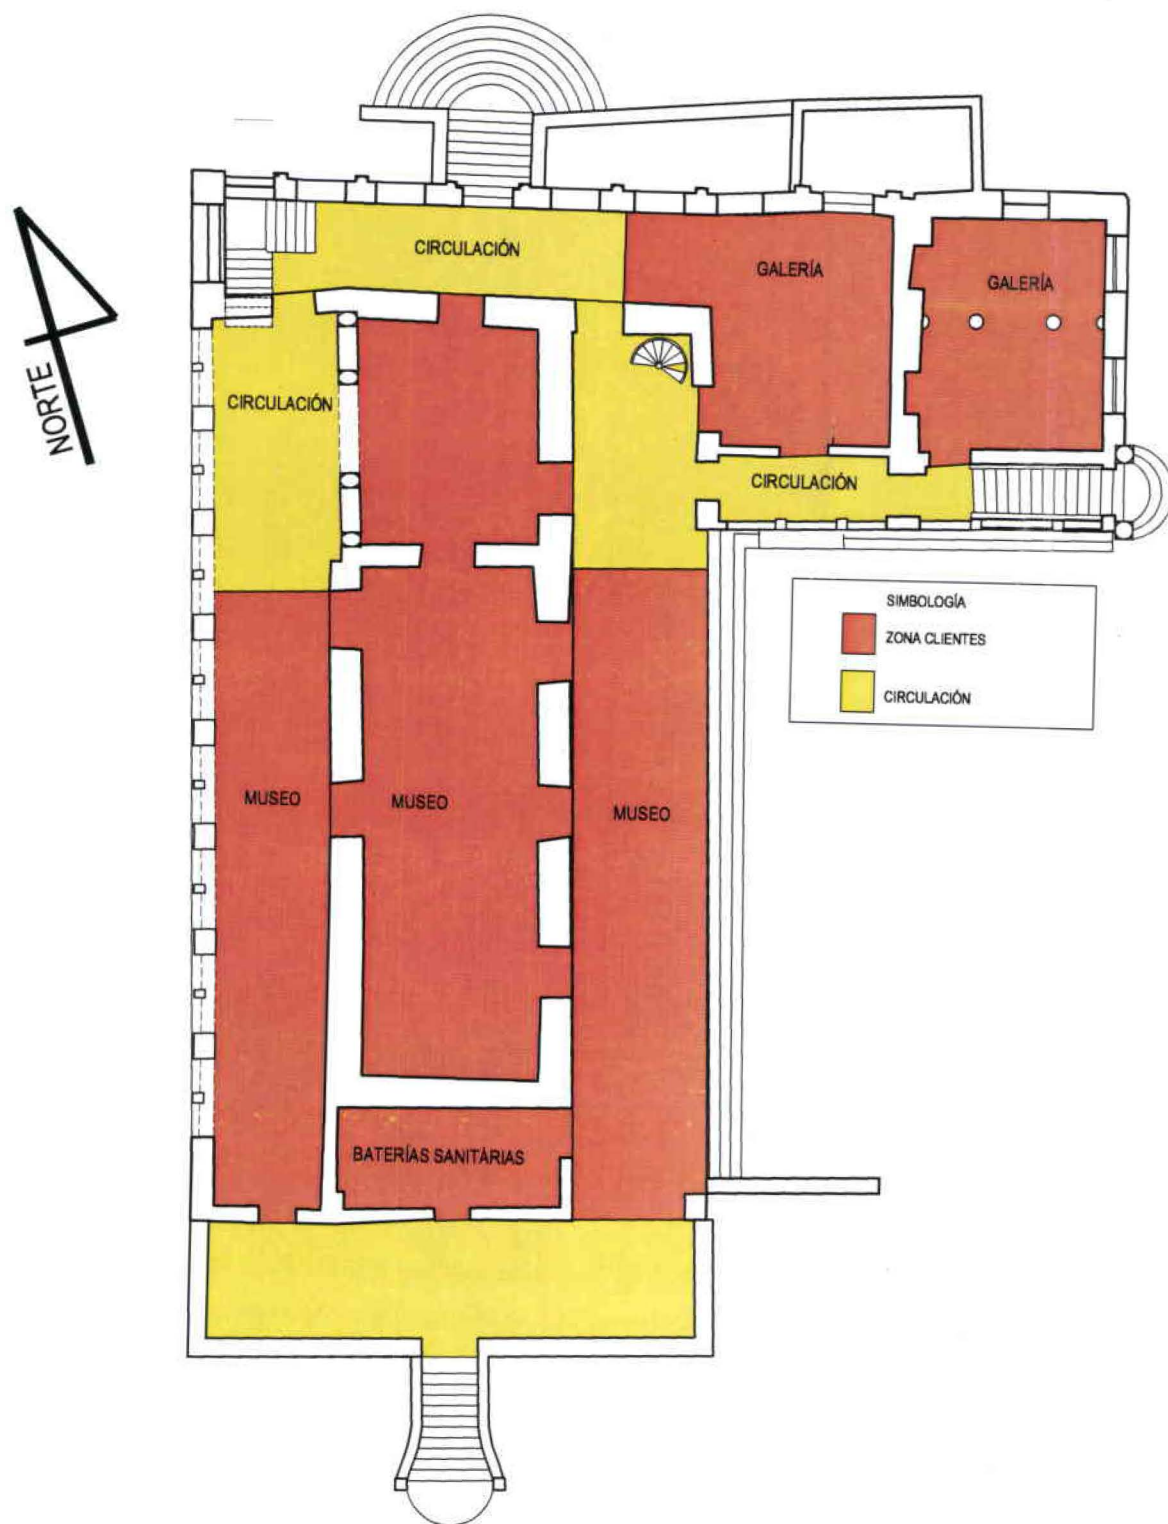 CIRCULACIÓN
GALERÍA
GALERÍA
NORTE
CIRCULACIÓN
CIRCULACIÓN
SIMBOLOGÍA
ZONA CLIENTES
CIRCULACIÓN
MUSEO
MUSEO
MUSEO
BATERÍAS SANITÁRIAS